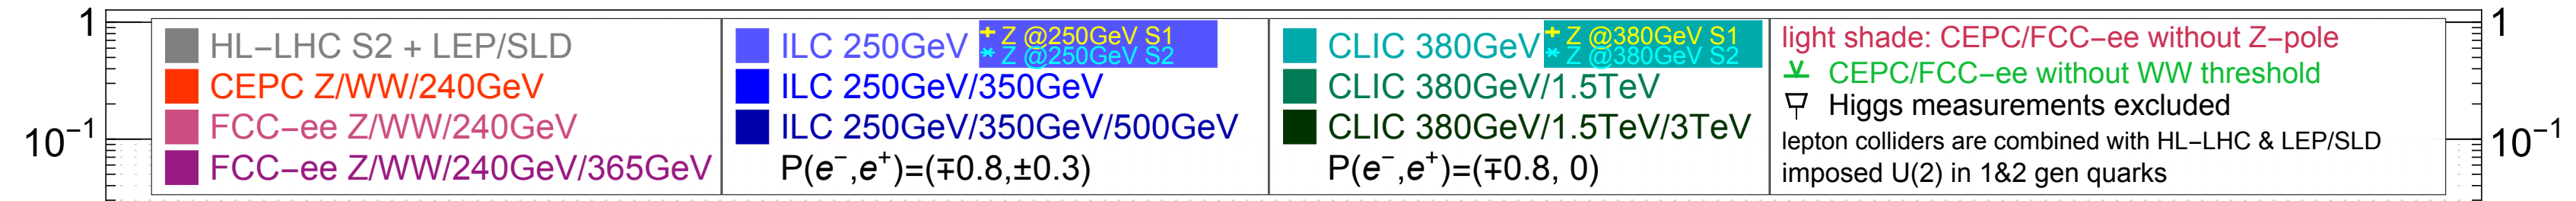 1
10⁻¹
HL−LHC S2 + LEP/SLD
CEPC Z/WW/240GeV
FCC−ee Z/WW/240GeV
FCC−ee Z/WW/240GeV/365GeV
ILC 250GeV
+ Z @250GeV S1
* Z @250GeV S2
ILC 250GeV/350GeV
ILC 250GeV/350GeV/500GeV
P(e⁻,e⁺)=(∓0.8,±0.3)
CLIC 380GeV
+ Z @380GeV S1
* Z @380GeV S2
CLIC 380GeV/1.5TeV
CLIC 380GeV/1.5TeV/3TeV
P(e⁻,e⁺)=(∓0.8, 0)
light shade: CEPC/FCC−ee without Z−pole
CEPC/FCC−ee without WW threshold
Higgs measurements excluded
lepton colliders are combined with HL−LHC & LEP/SLD
imposed U(2) in 1&2 gen quarks
1
10⁻¹